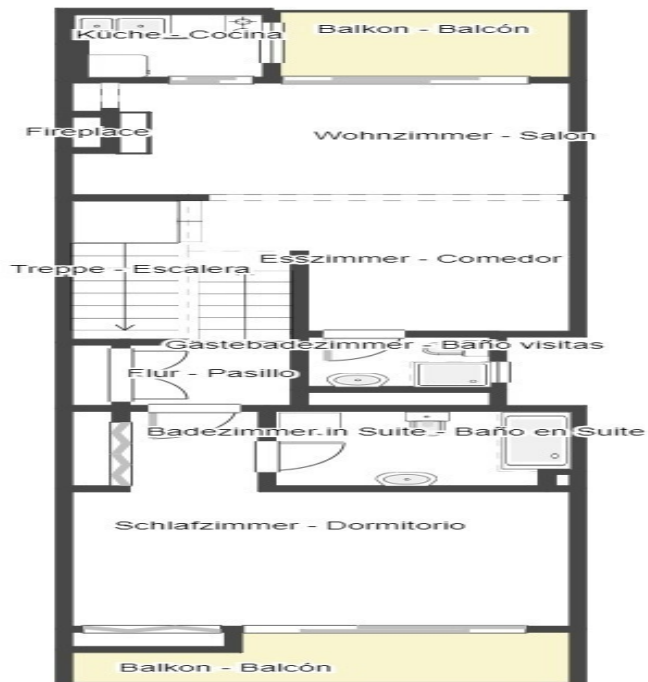 Küche - Cocina
Balkon - Balcón
Fireplace
Wohnzimmer - Salon
Treppe - Escalera
Esszimmer - Comedor
Gästebadezimmer - Baño visitas
Flur - Pasillo
Badezimmer in Suite - Baño en Suite
Schlafzimmer - Dormitorio
Balkon - Balcón